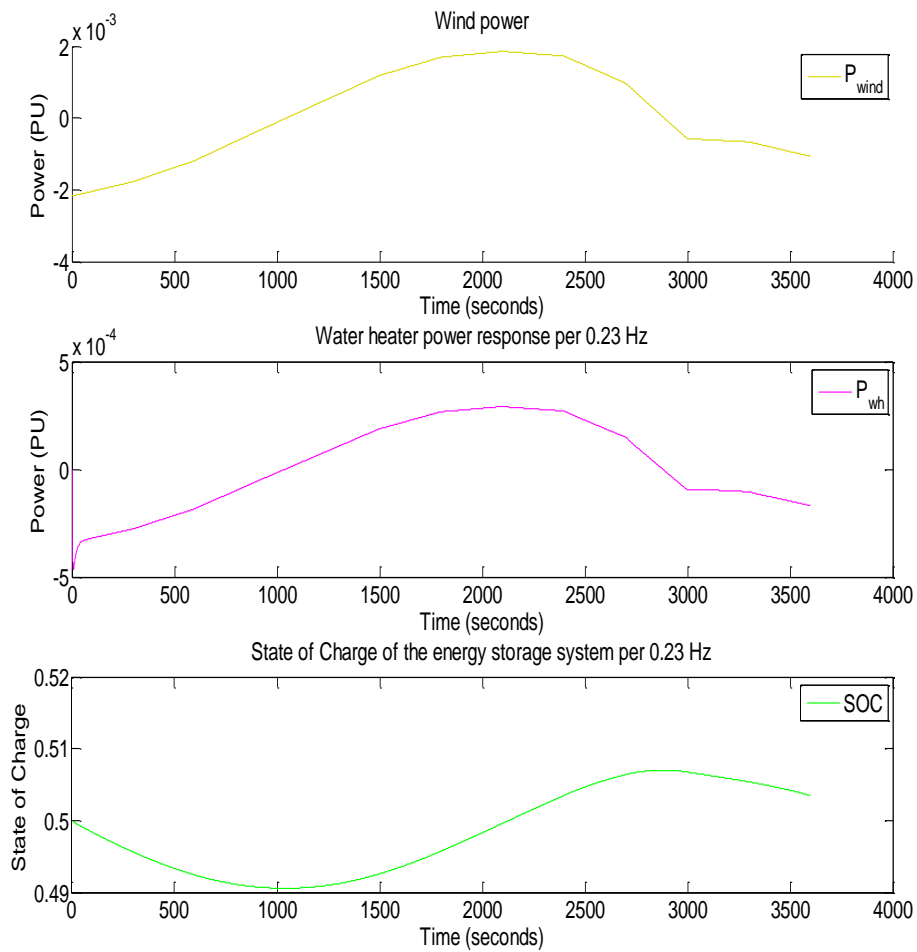 Wind power
x 10^-3
2
0
-2
-4
Power (PU)
P_wind
0 500 1000 1500 2000 2500 3000 3500 4000
Time (seconds)
Water heater power response per 0.23 Hz
x 10^-4
5
0
-5
Power (PU)
P_wh
0 500 1000 1500 2000 2500 3000 3500 4000
Time (seconds)
State of Charge of the energy storage system per 0.23 Hz
0.52
0.51
0.5
0.49
State of Charge
SOC
0 500 1000 1500 2000 2500 3000 3500 4000
Time (seconds)